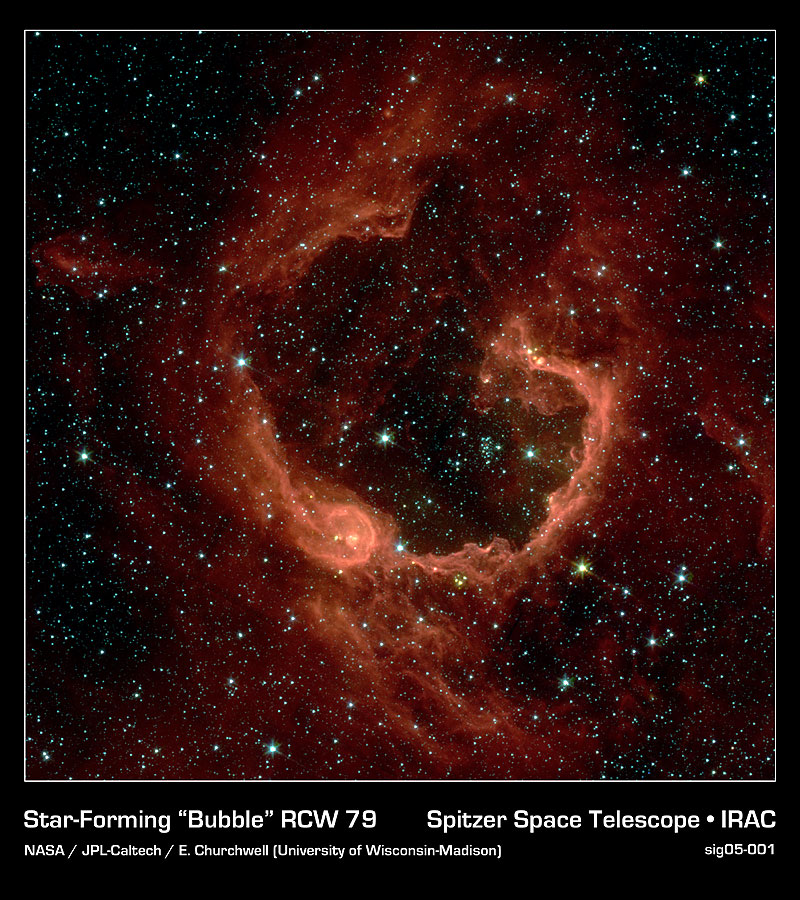 Star-Forming “Bubble” RCW 79 Spitzer Space Telescope • IRAC
NASA / JPL-Caltech / E. Churchwell (University of Wisconsin-Madison) sig05-001